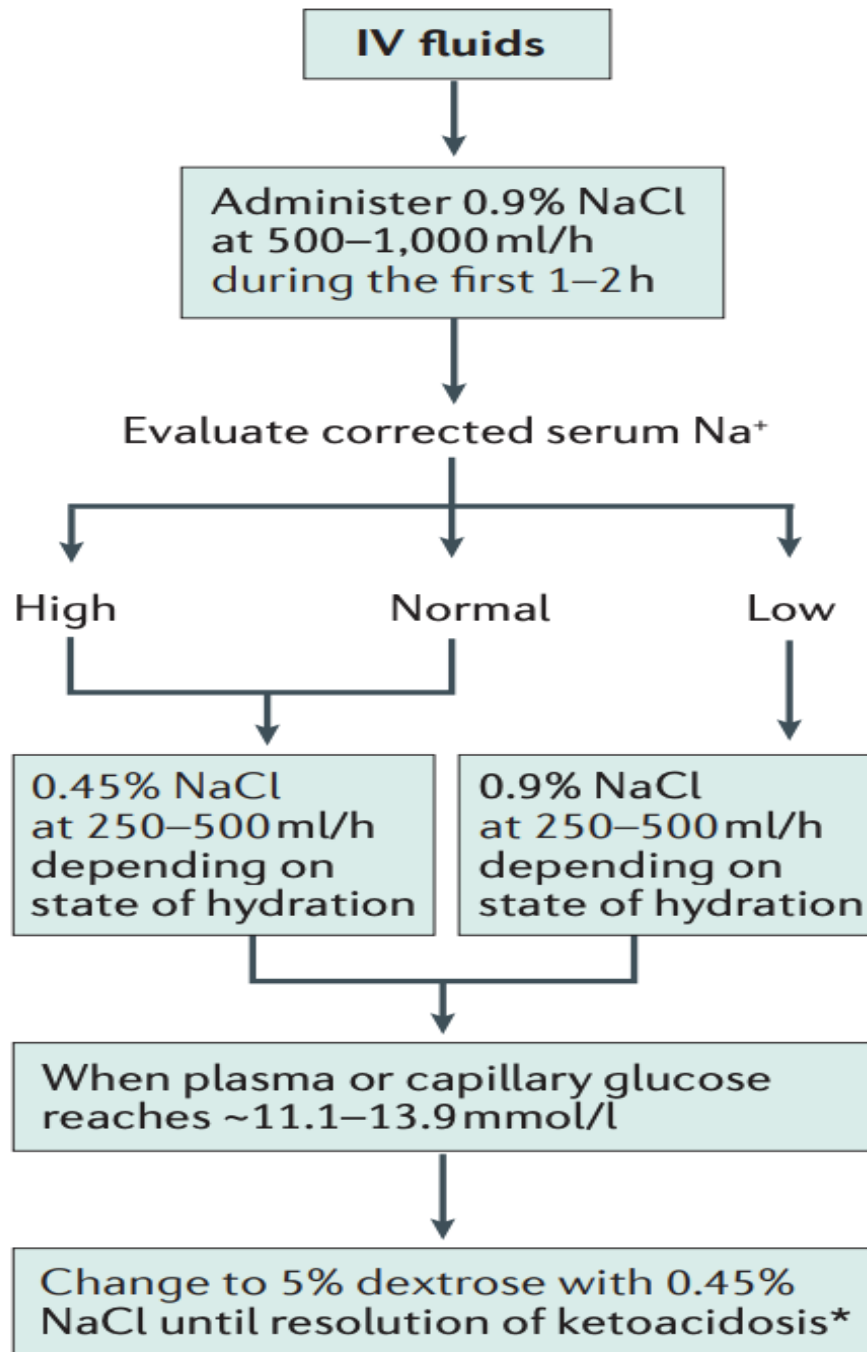 IV fluids
Administer 0.9% NaCl
at 500–1,000 ml/h
during the first 1–2 h
Evaluate corrected serum Na⁺
High
Normal
Low
0.45% NaCl
at 250–500 ml/h
depending on
state of hydration
0.9% NaCl
at 250–500 ml/h
depending on
state of hydration
When plasma or capillary glucose
reaches ~11.1–13.9 mmol/l
Change to 5% dextrose with 0.45%
NaCl until resolution of ketoacidosis*